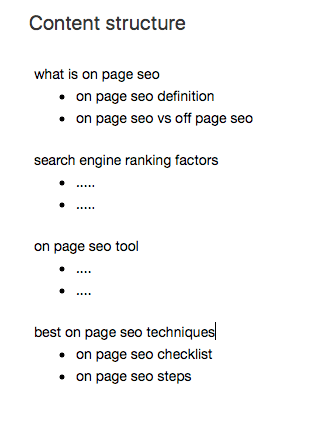 Content structure
what is on page seo
• on page seo definition
• on page seo vs off page seo
search engine ranking factors
• .....
• .....
on page seo tool
• ....
• ....
best on page seo techniques
• on page seo checklist
• on page seo steps